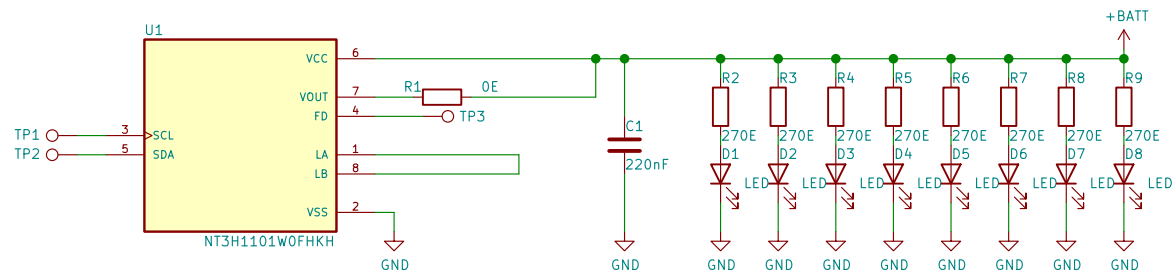 +BATT
U1
VCC 6
R2 R3 R4 R5 R6 R7 R8 R9
VOUT 7 R1 0E
FD 4 TP3
TP1 3 SCL
C1
270E 270E 270E 270E 270E 270E 270E 270E
TP2 5 SDA
LA 1
D1 D2 D3 D4 D5 D6 D7 D8
220nF
LB 8
LED LED LED LED LED LED LED LED
VSS 2
NT3H1101W0FHKH
GND GND GND GND GND GND GND GND GND GND